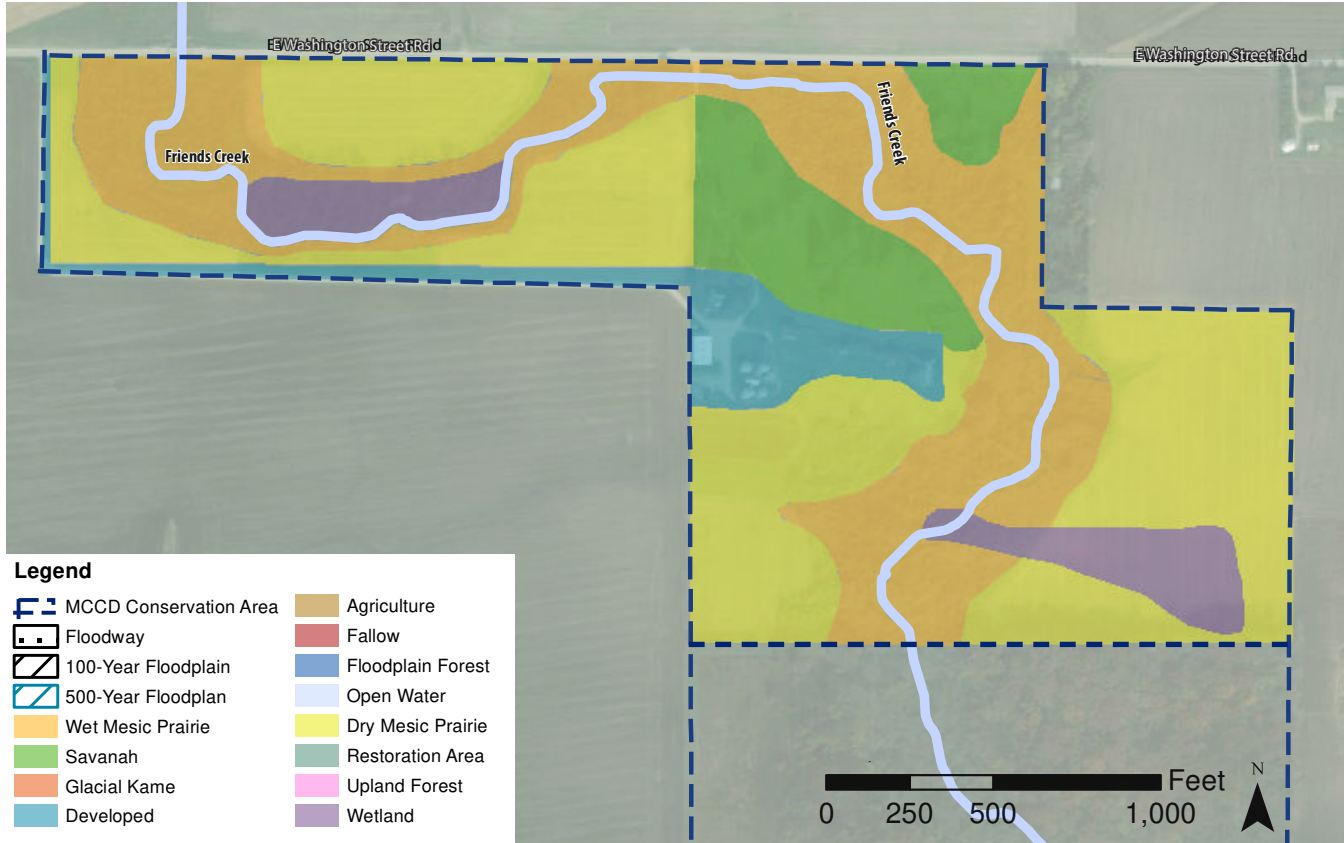 E Washington Street Rd
E Washington Street Rd
Friends Creek
Friends Creek
Legend
MCCD Conservation Area
Floodway
100-Year Floodplain
500-Year Floodplan
Wet Mesic Prairie
Savanah
Glacial Kame
Developed
Agriculture
Fallow
Floodplain Forest
Open Water
Dry Mesic Prairie
Restoration Area
Upland Forest
Wetland
Feet
0 250 500 1,000
N